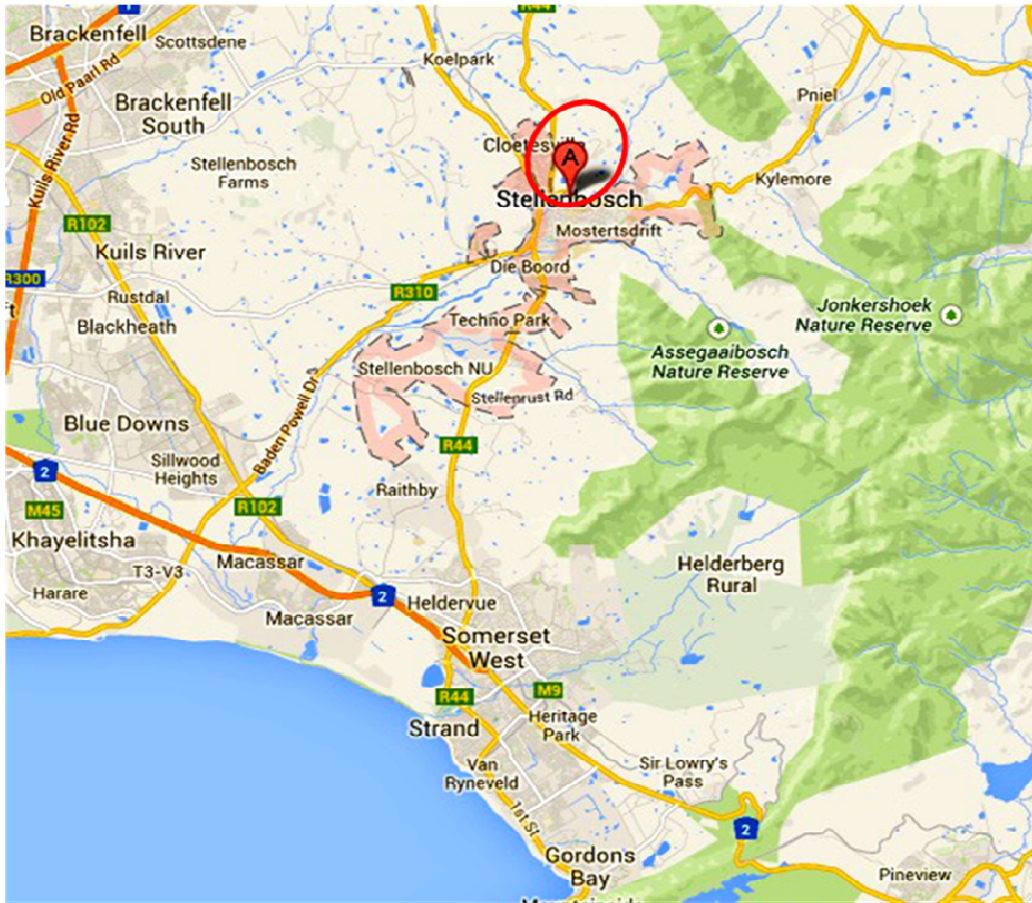 1
R44
Brackenfell
Scottsdene
Koelpark
Old Paarl Rd
Pniel
Brackenfell
South
Cloetesville
A
Kuils River Rd
Stellenbosch
Farms
Kylemore
Stellenbosch
R102
Mostertsdrift
Kuils River
Die Boord
R300
R310
Rustdal
Jonkershoek
Nature Reserve
Blackheath
Techno Park
Assegaaibosch
Nature Reserve
Stellenbosch NU
Stellenrust Rd
Baden Powell Dr
Blue Downs
R44
Sillwood
Heights
2
Raithby
R102
M45
Khayelitsha
Macassar
T3-V3
Helderberg
Rural
Harare
2
Heldervue
Macassar
Somerset
West
R44
M9
Strand
Heritage
Park
Van
Ryneveld
Sir Lowry's
Pass
1st St
2
Gordons
Bay
Pineview